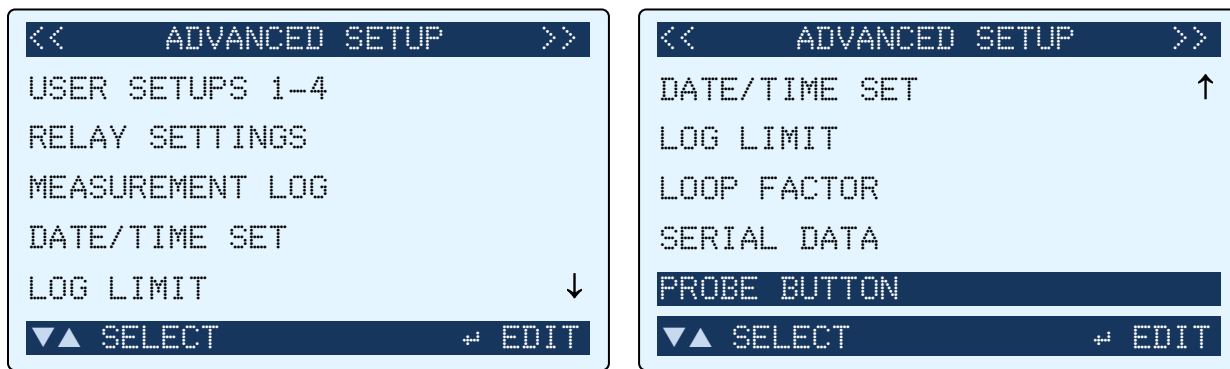 << ADVANCED SETUP >>
USER SETUPS 1-4
RELAY SETTINGS
MEASUREMENT LOG
DATE/TIME SET
LOG LIMIT ↓
▼▲ SELECT ↵ EDIT
<< ADVANCED SETUP >>
DATE/TIME SET ↑
LOG LIMIT
LOOP FACTOR
SERIAL DATA
PROBE BUTTON
▼▲ SELECT ↵ EDIT